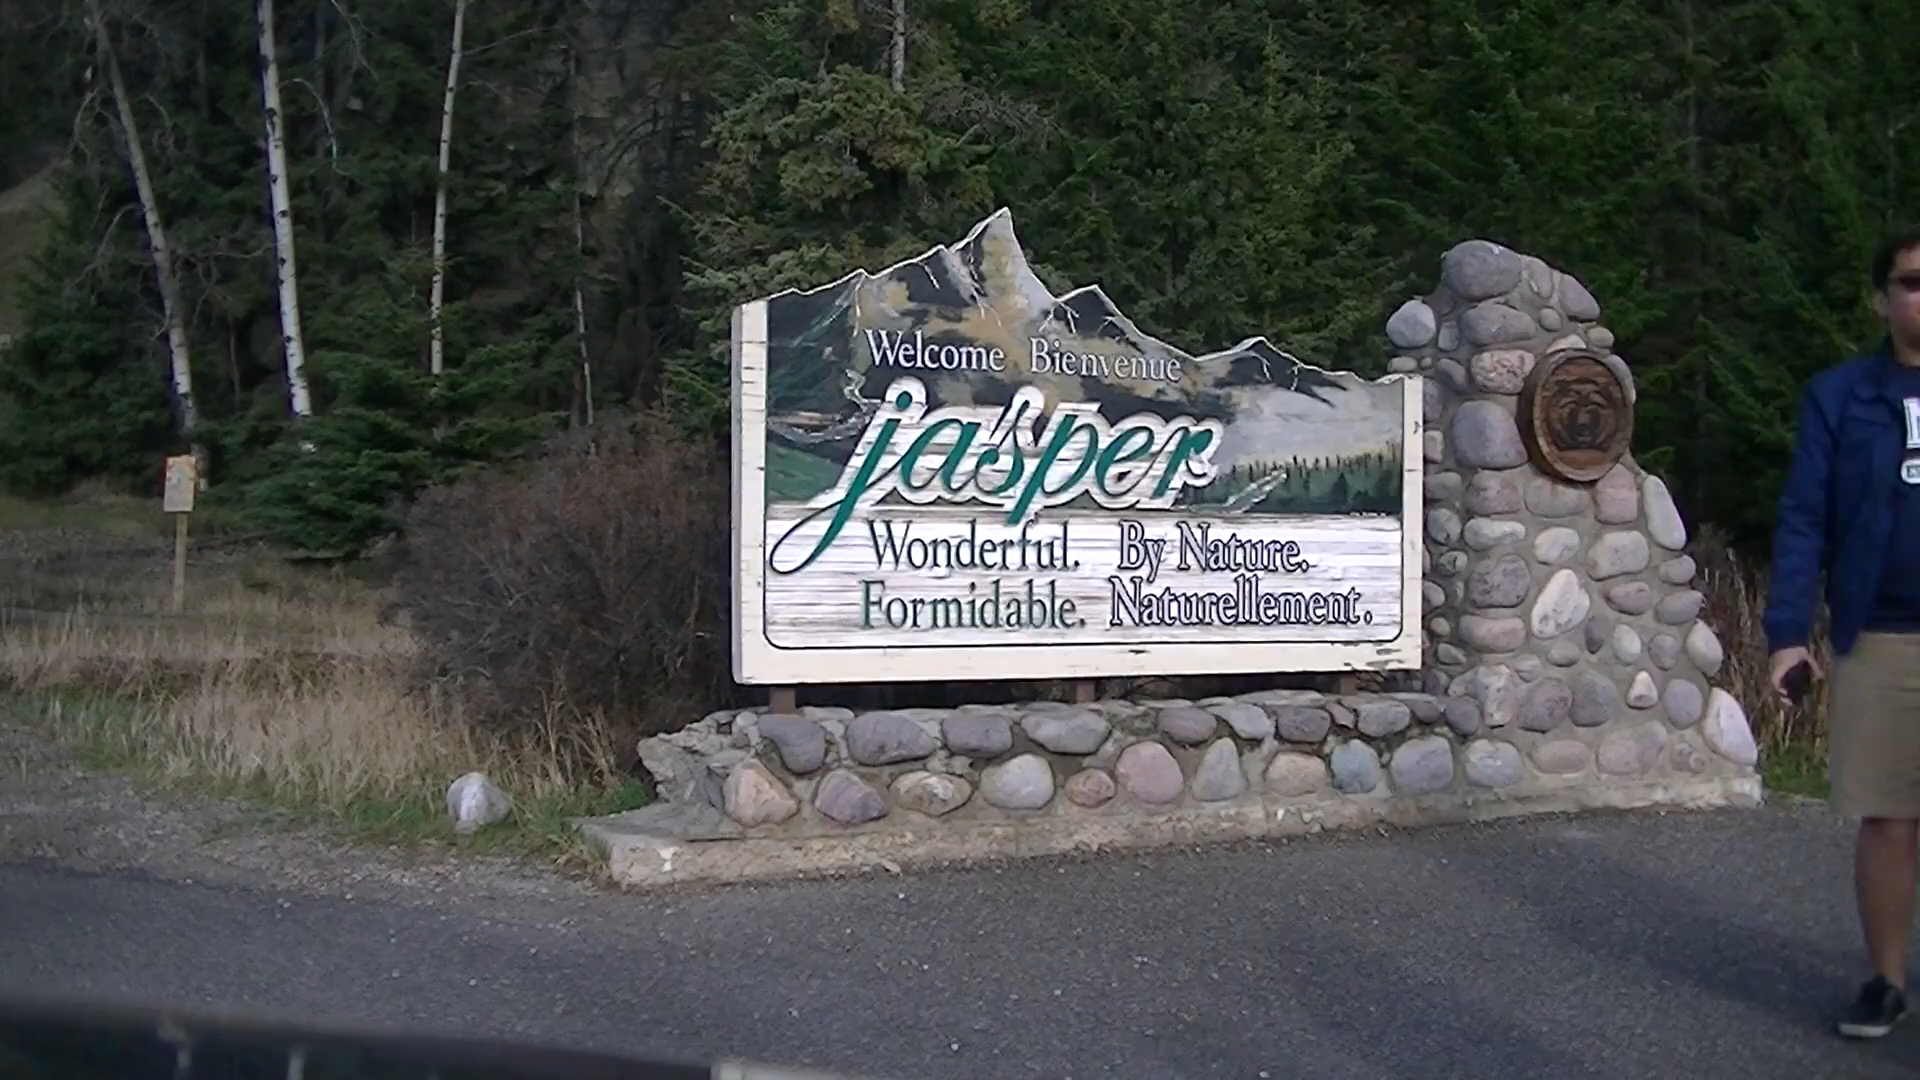 Welcome Bienvenue
jasper
Wonderful. By Nature.
Formidable. Naturellement.